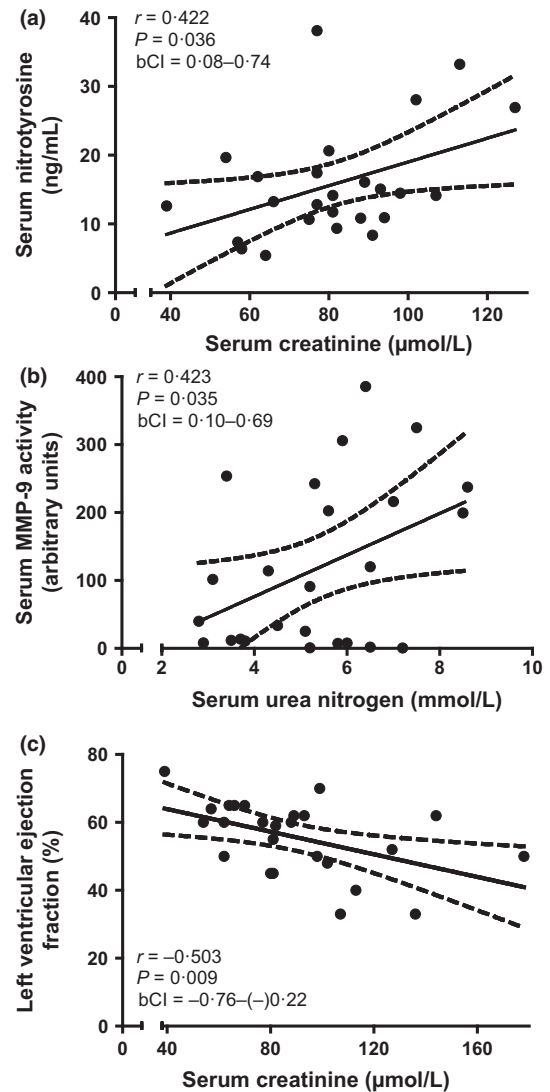 (a)
r = 0·422
P = 0·036
bCI = 0·08–0·74
Serum nitrotyrosine
(ng/mL)
40
30
20
10
0
0 40 60 80 100 120
Serum creatinine (µmol/L)
(b)
r = 0·423
P = 0·035
bCI = 0·10–0·69
Serum MMP-9 activity
(arbitrary units)
400
300
200
100
0
0 2 4 6 8 10
Serum urea nitrogen (mmol/L)
(c)
Left ventricular ejection
fraction (%)
80
60
40
20
0
r = –0·503
P = 0·009
bCI = –0·76–(–)0·22
0 40 80 120 160
Serum creatinine (µmol/L)